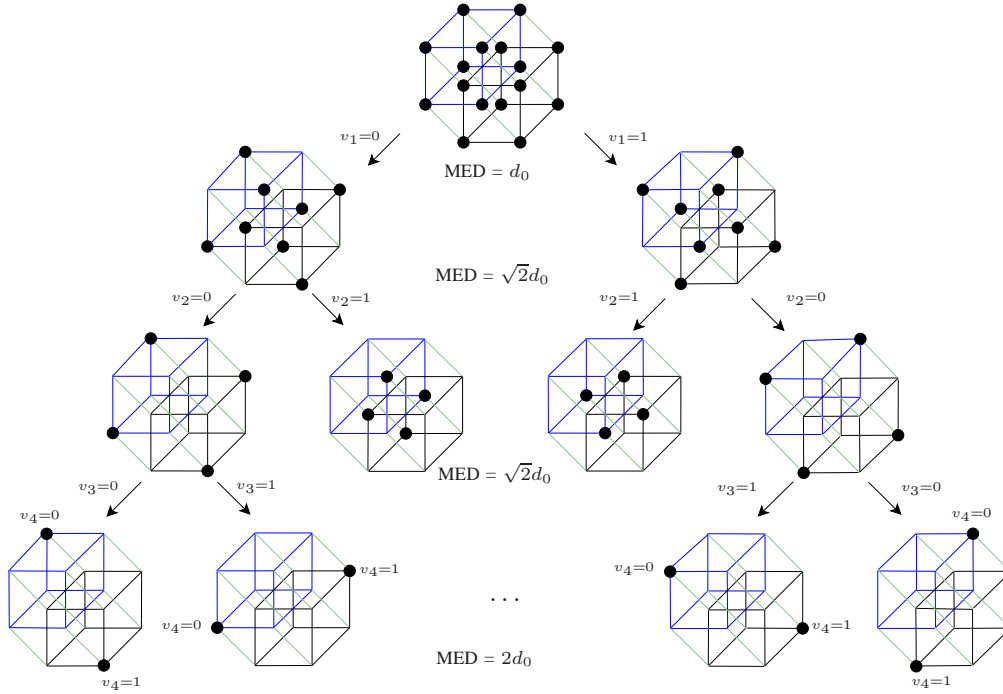 v₁=0
v₁=1
MED = d₀
MED = √2d₀
v₂=0
v₂=1
v₂=1
v₂=0
MED = √2d₀
v₃=0
v₃=1
v₃=1
v₃=0
v₄=0
v₄=0
v₄=1
v₄=0
...
v₄=0
v₄=1
MED = 2d₀
v₄=1
v₄=1